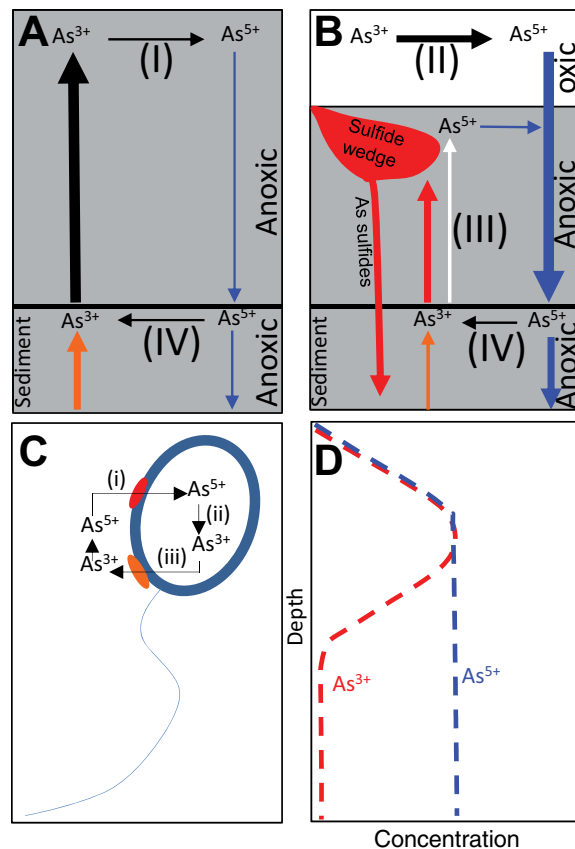 A
As3+
(I)
As5+
Anoxic
As3+
As5+
(IV)
Sediment
Anoxic
B
As3+
(II)
As5+
oxic
Sulfide
wedge
As5+
As sulfides
(III)
Anoxic
As3+
As5+
(IV)
Sediment
Anoxic
C
(i)
As5+
As5+
(ii)
As3+
As3+
(iii)
D
Depth
As3+
As5+
Concentration